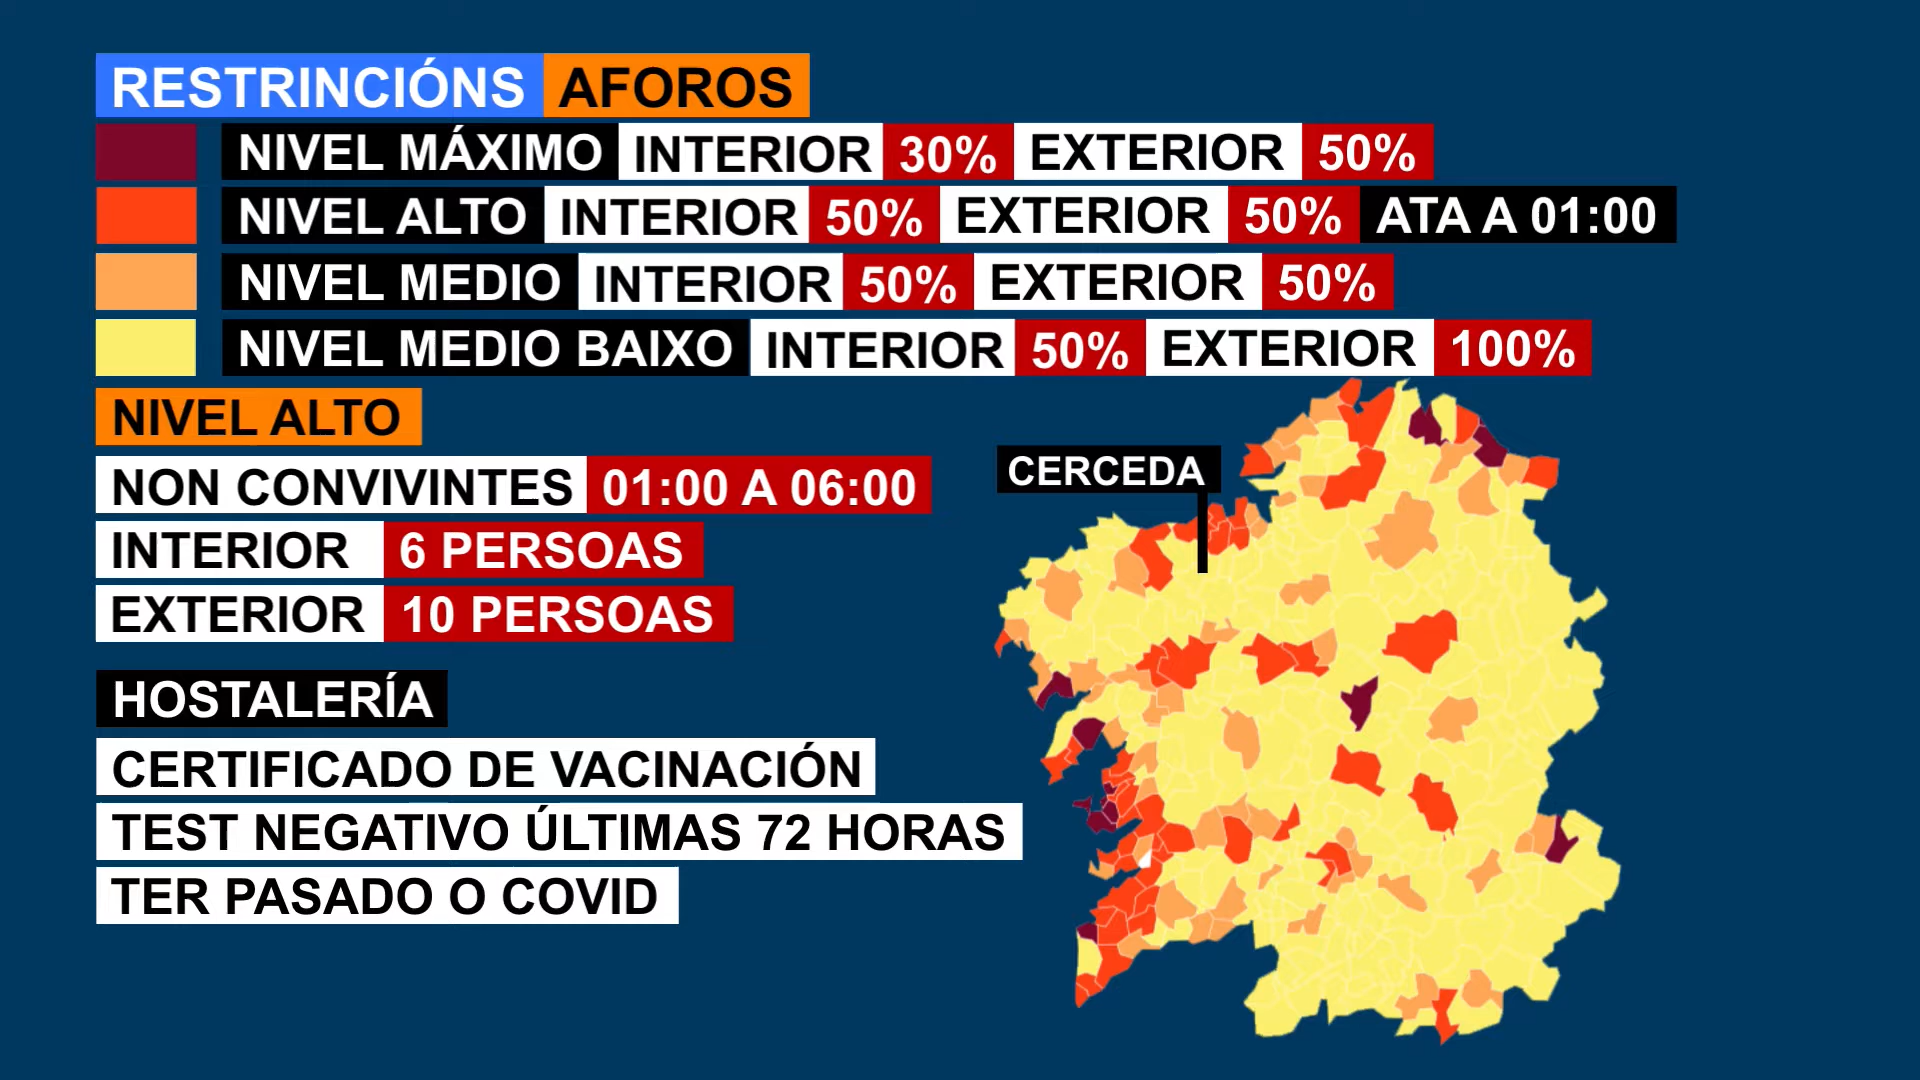 RESTRINCIÓNS AFOROS
NIVEL MÁXIMO INTERIOR 30% EXTERIOR 50%
NIVEL ALTO INTERIOR 50% EXTERIOR 50% ATA A 01:00
NIVEL MEDIO INTERIOR 50% EXTERIOR 50%
NIVEL MEDIO BAIXO INTERIOR 50% EXTERIOR 100%
NIVEL ALTO
NON CONVIVINTES 01:00 A 06:00
INTERIOR 6 PERSOAS
EXTERIOR 10 PERSOAS
HOSTALERÍA
CERTIFICADO DE VACINACIÓN
TEST NEGATIVO ÚLTIMAS 72 HORAS
TER PASADO O COVID
CERCEDA